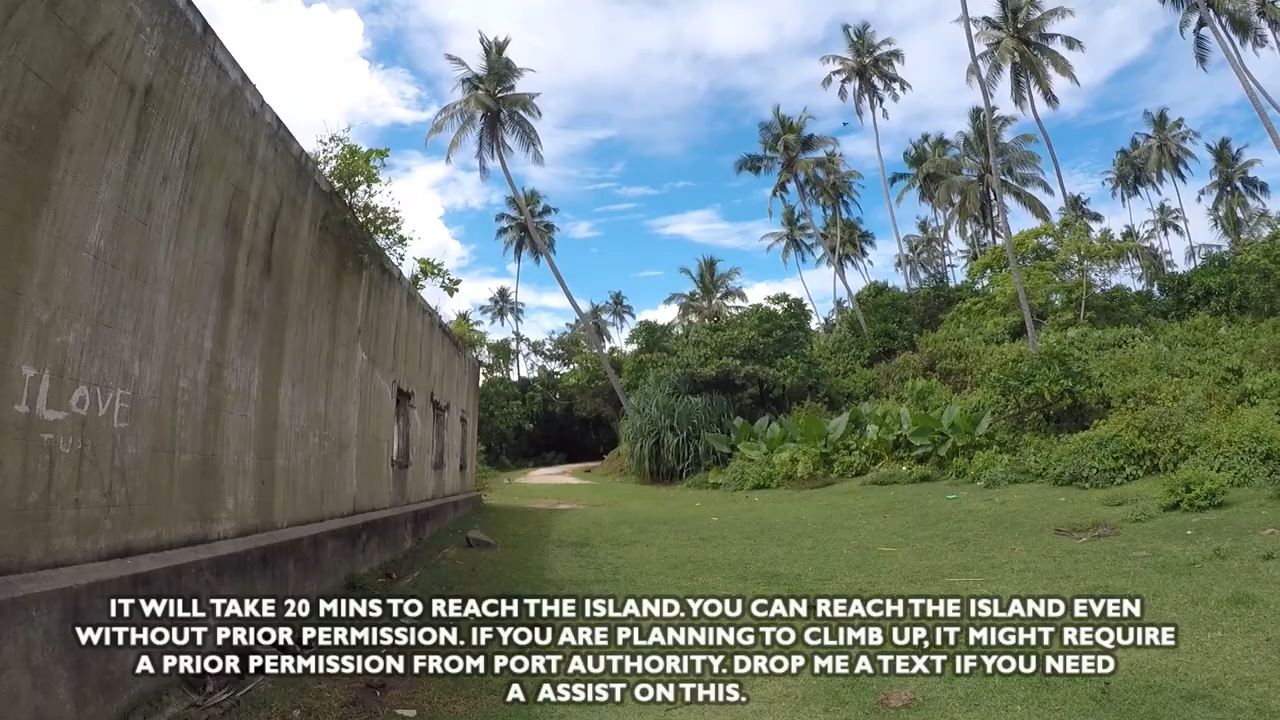 I LOVE
IT WILL TAKE 20 MINS TO REACH THE ISLAND. YOU CAN REACH THE ISLAND EVEN
WITHOUT PRIOR PERMISSION. IF YOU ARE PLANNING TO CLIMB UP, IT MIGHT REQUIRE
A PRIOR PERMISSION FROM PORT AUTHORITY. DROP ME A TEXT IF YOU NEED
A ASSIST ON THIS.